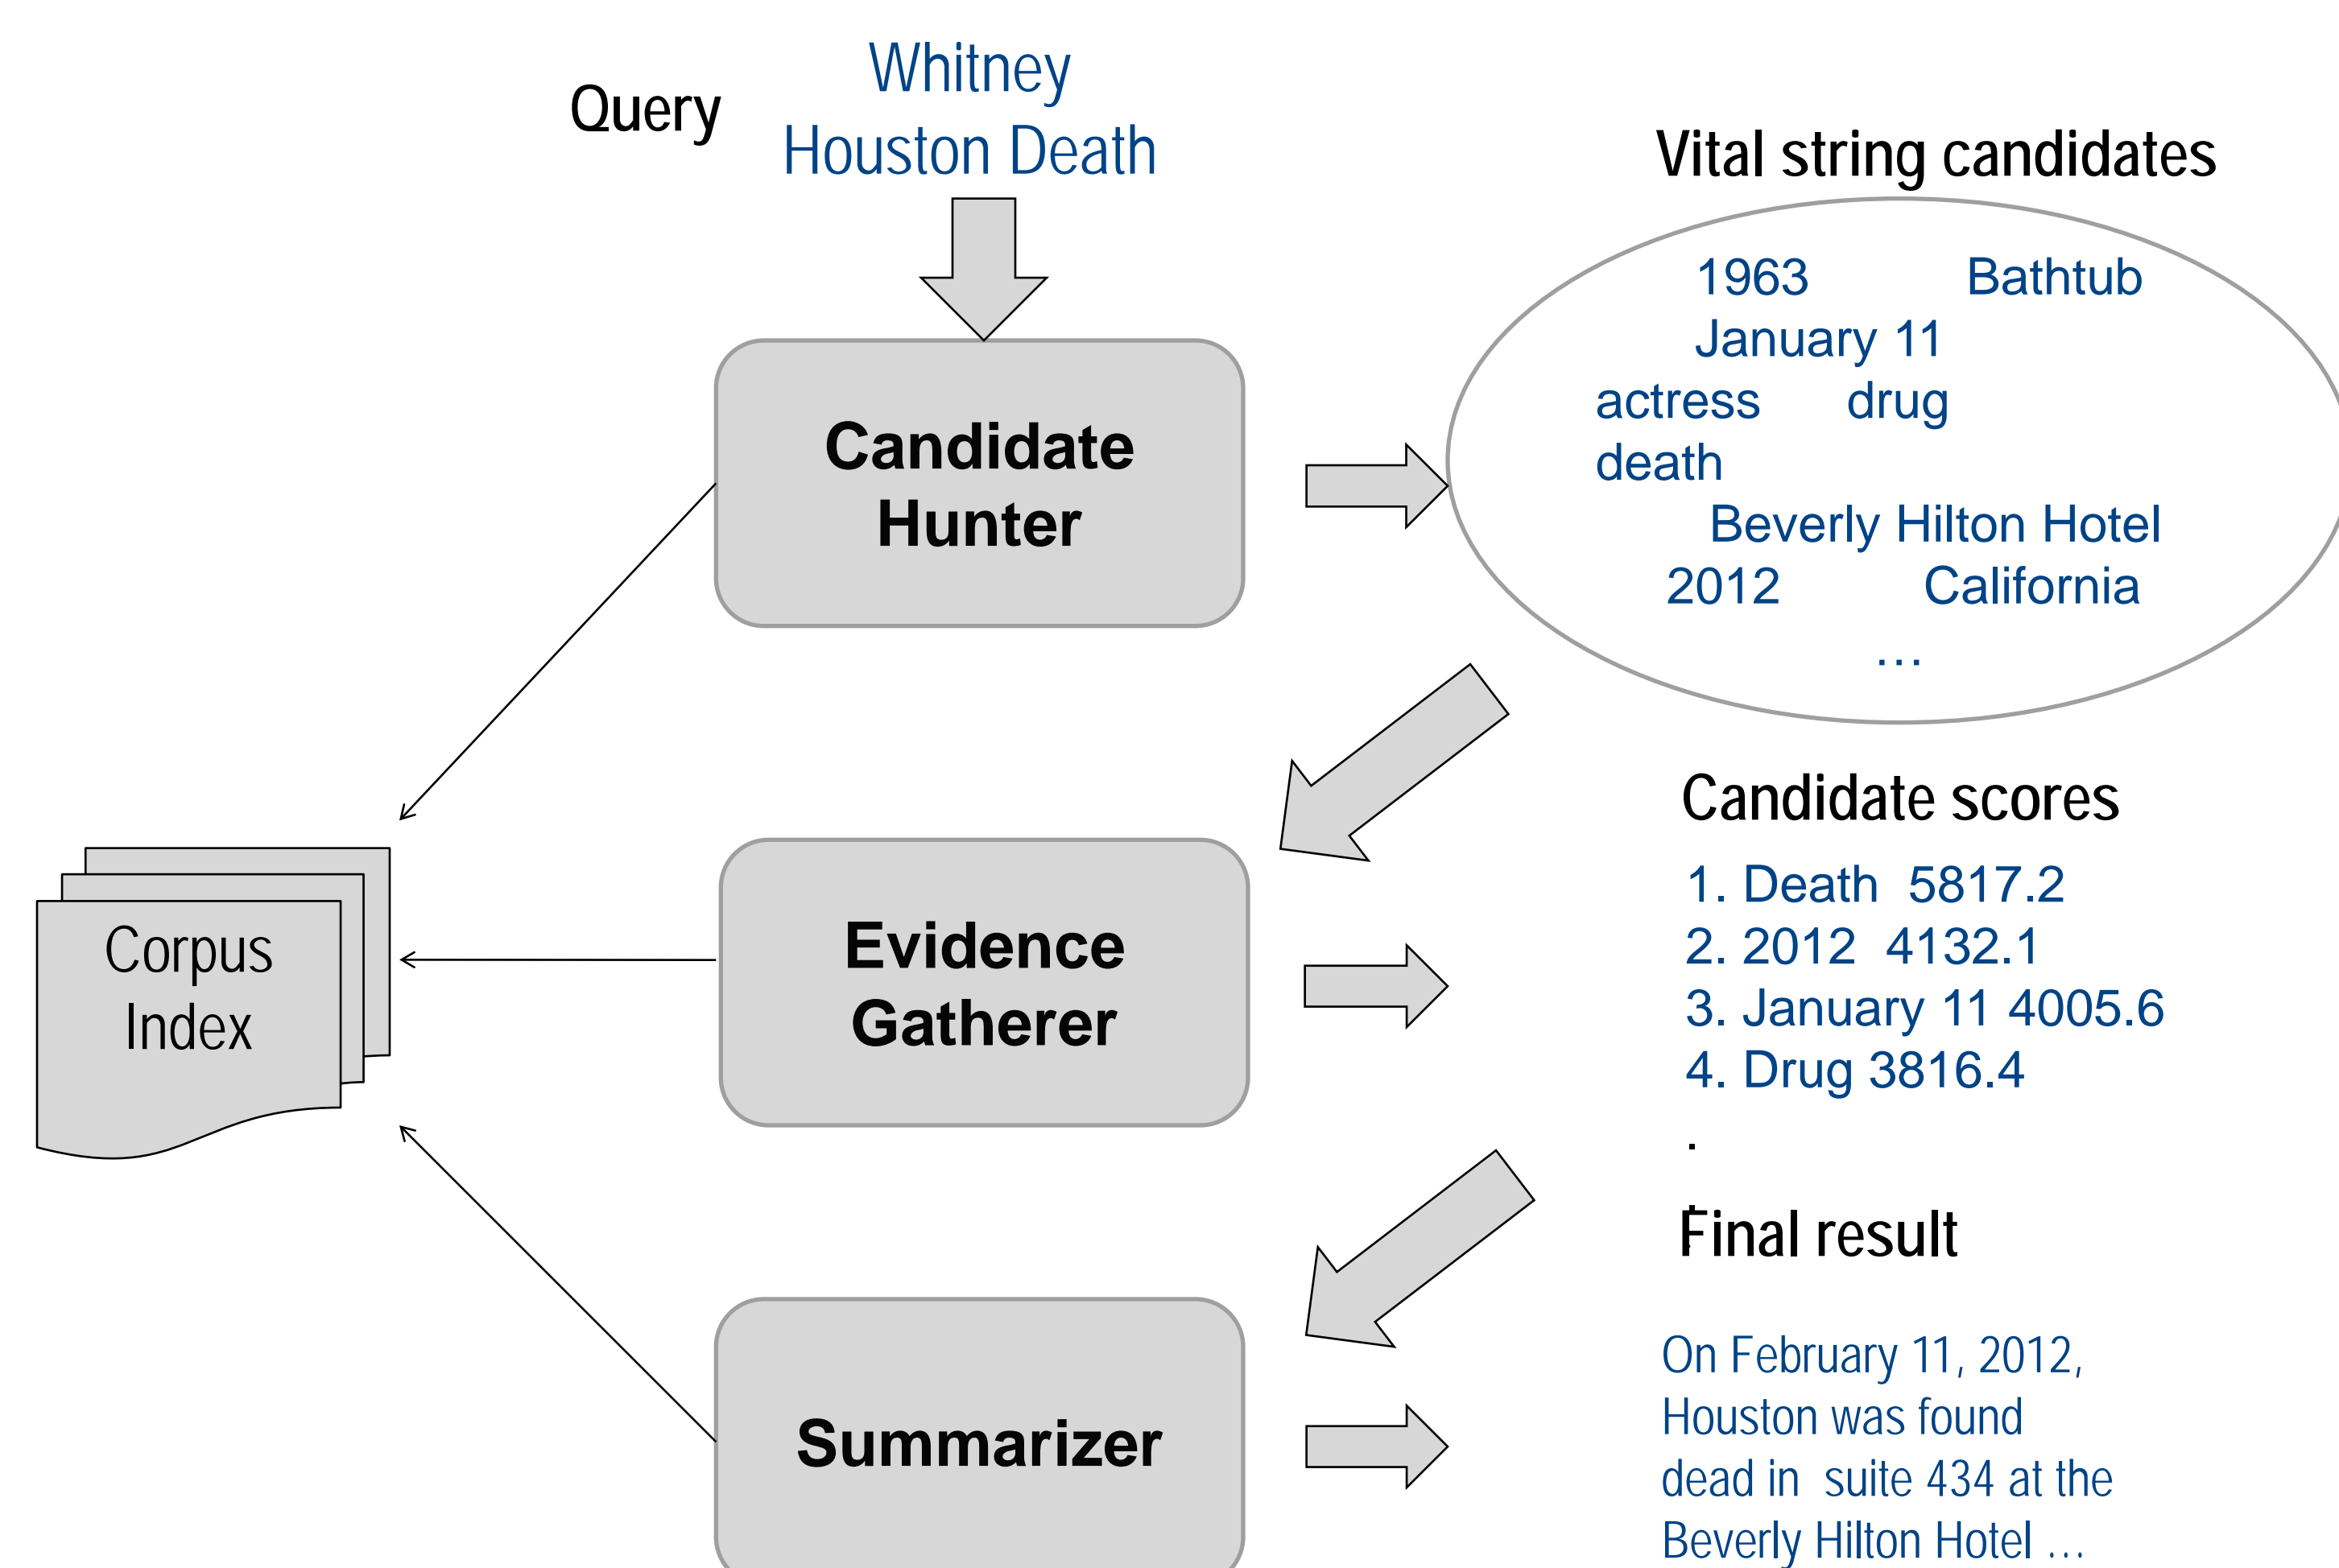 Query
Whitney
Houston Death
Vital string candidates
1963 Bathtub
January 11
actress drug
death
Beverly Hilton Hotel
2012 California
...
Candidate
Hunter
Candidate scores
1. Death 5817.2
2. 2012 4132.1
3. January 11 4005.6
4. Drug 3816.4
.
Evidence
Gatherer
Corpus
Index
Final result
On February 11, 2012,
Houston was found
dead in suite 434 at the
Beverly Hilton Hotel ...
Summarizer